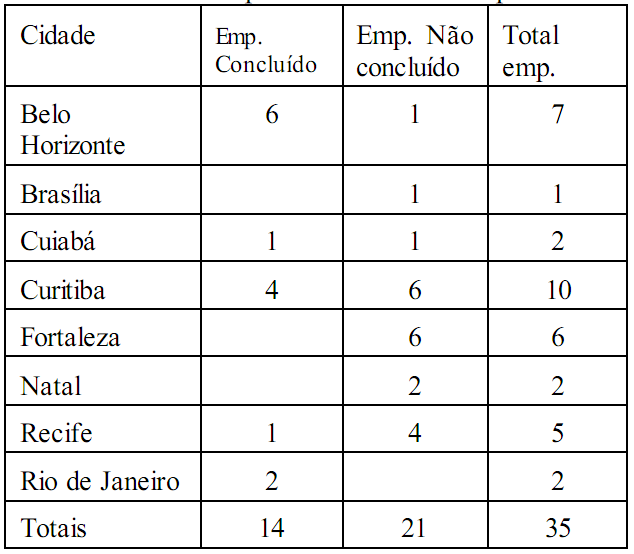 Cidade Emp. Concluído Emp. Não concluído Total emp.
Belo Horizonte 6 1 7
Brasília 1 1
Cuiabá 1 1 2
Curitiba 4 6 10
Fortaleza 6 6
Natal 2 2
Recife 1 4 5
Rio de Janeiro 2 2
Totais 14 21 35